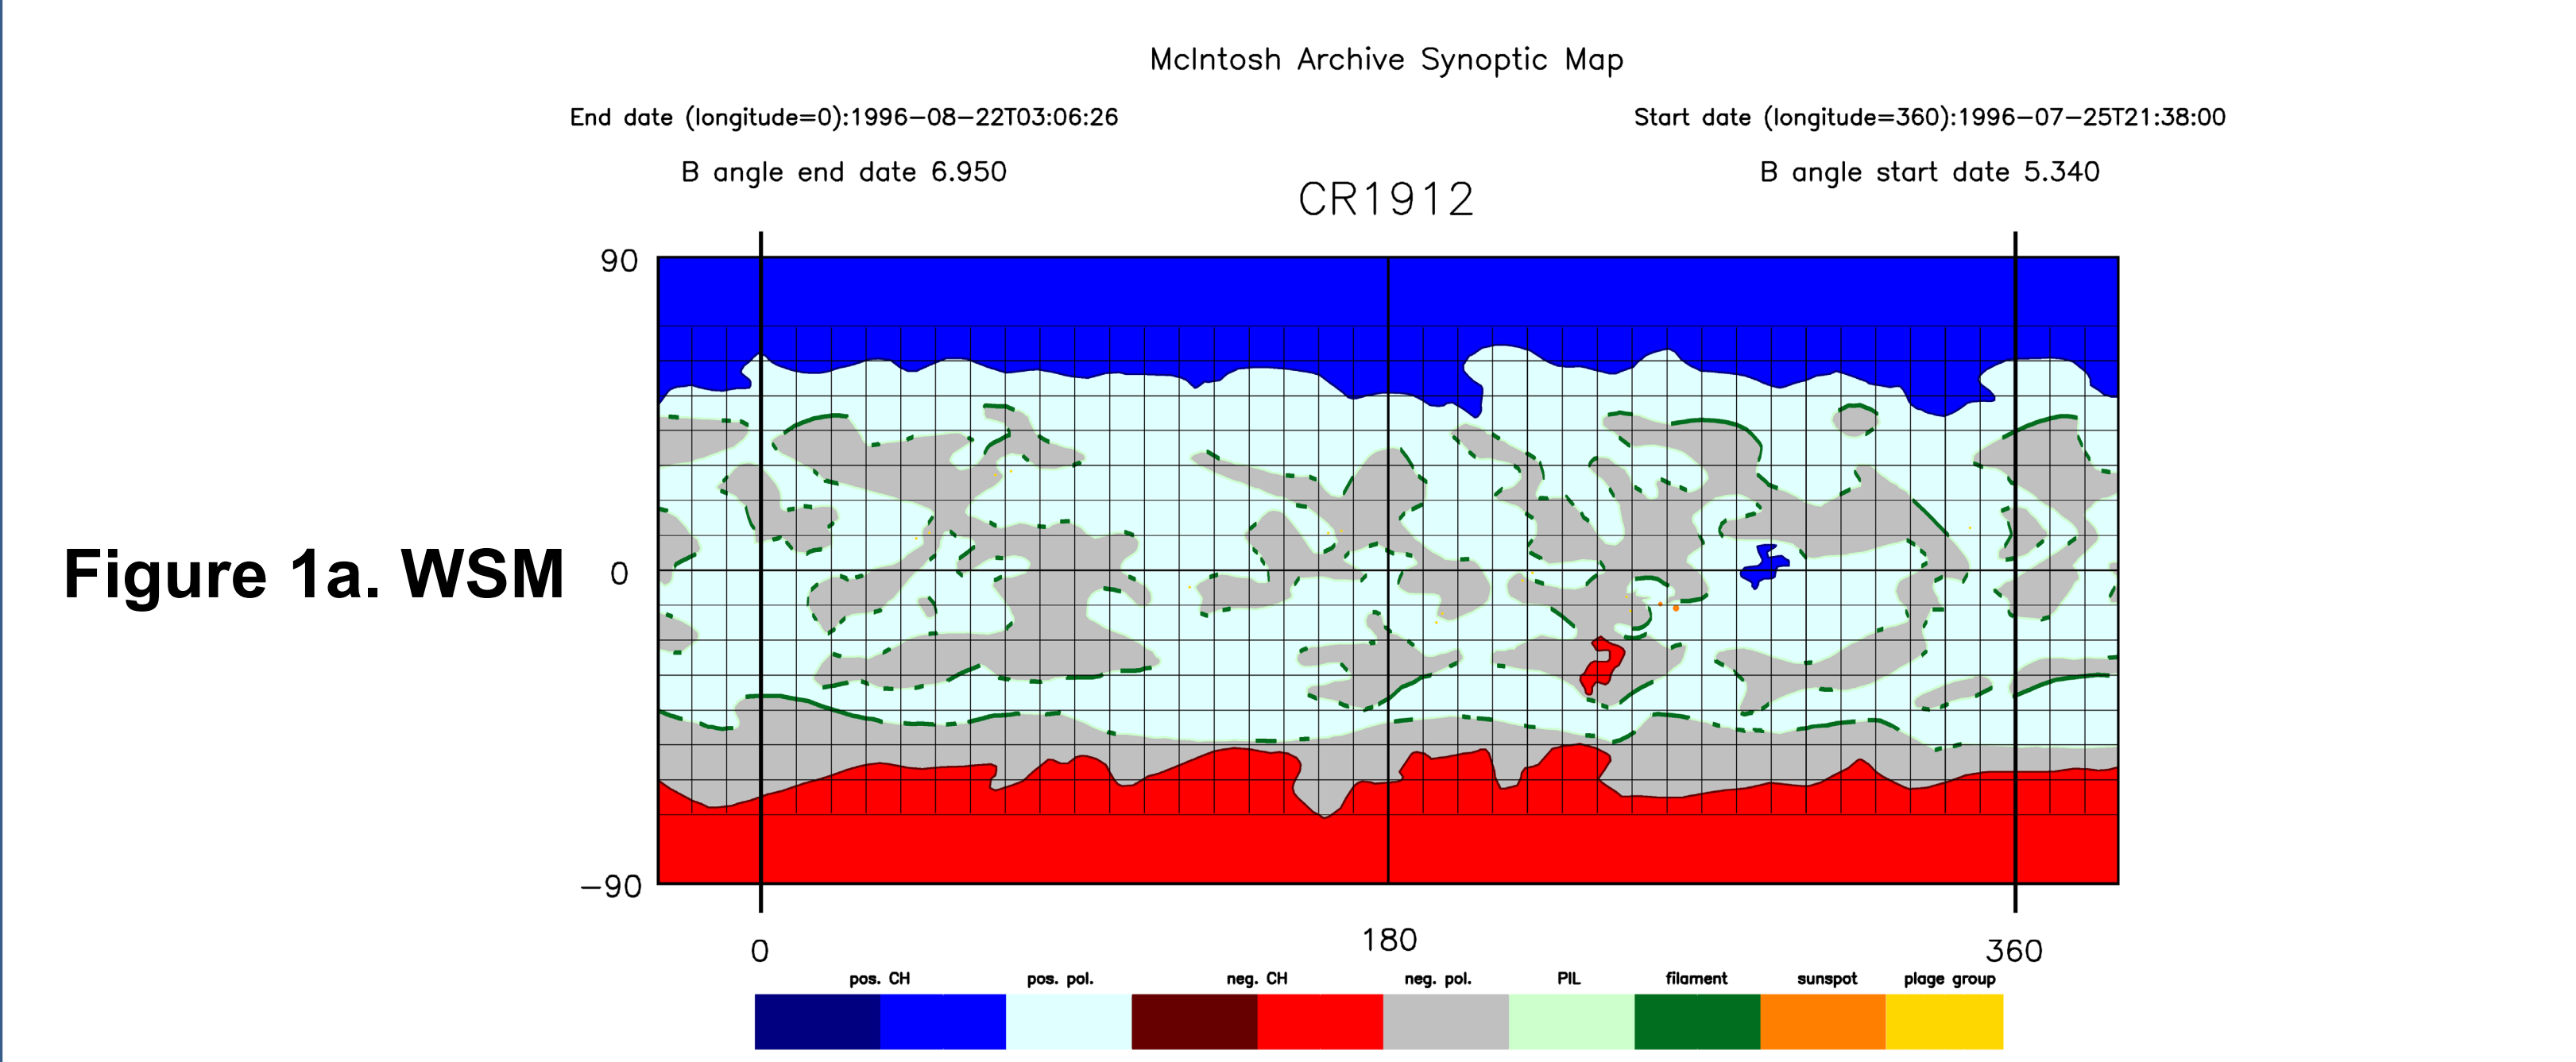 McIntosh Archive Synoptic Map
End date (longitude=0):1996-08-22T03:06:26
Start date (longitude=360):1996-07-25T21:38:00
B angle end date 6.950
B angle start date 5.340
CR1912
90
Figure 1a. WSM
0
-90
0
180
360
pos. CH
pos. pol.
neg. CH
neg. pol.
PIL
filament
sunspot
plage group